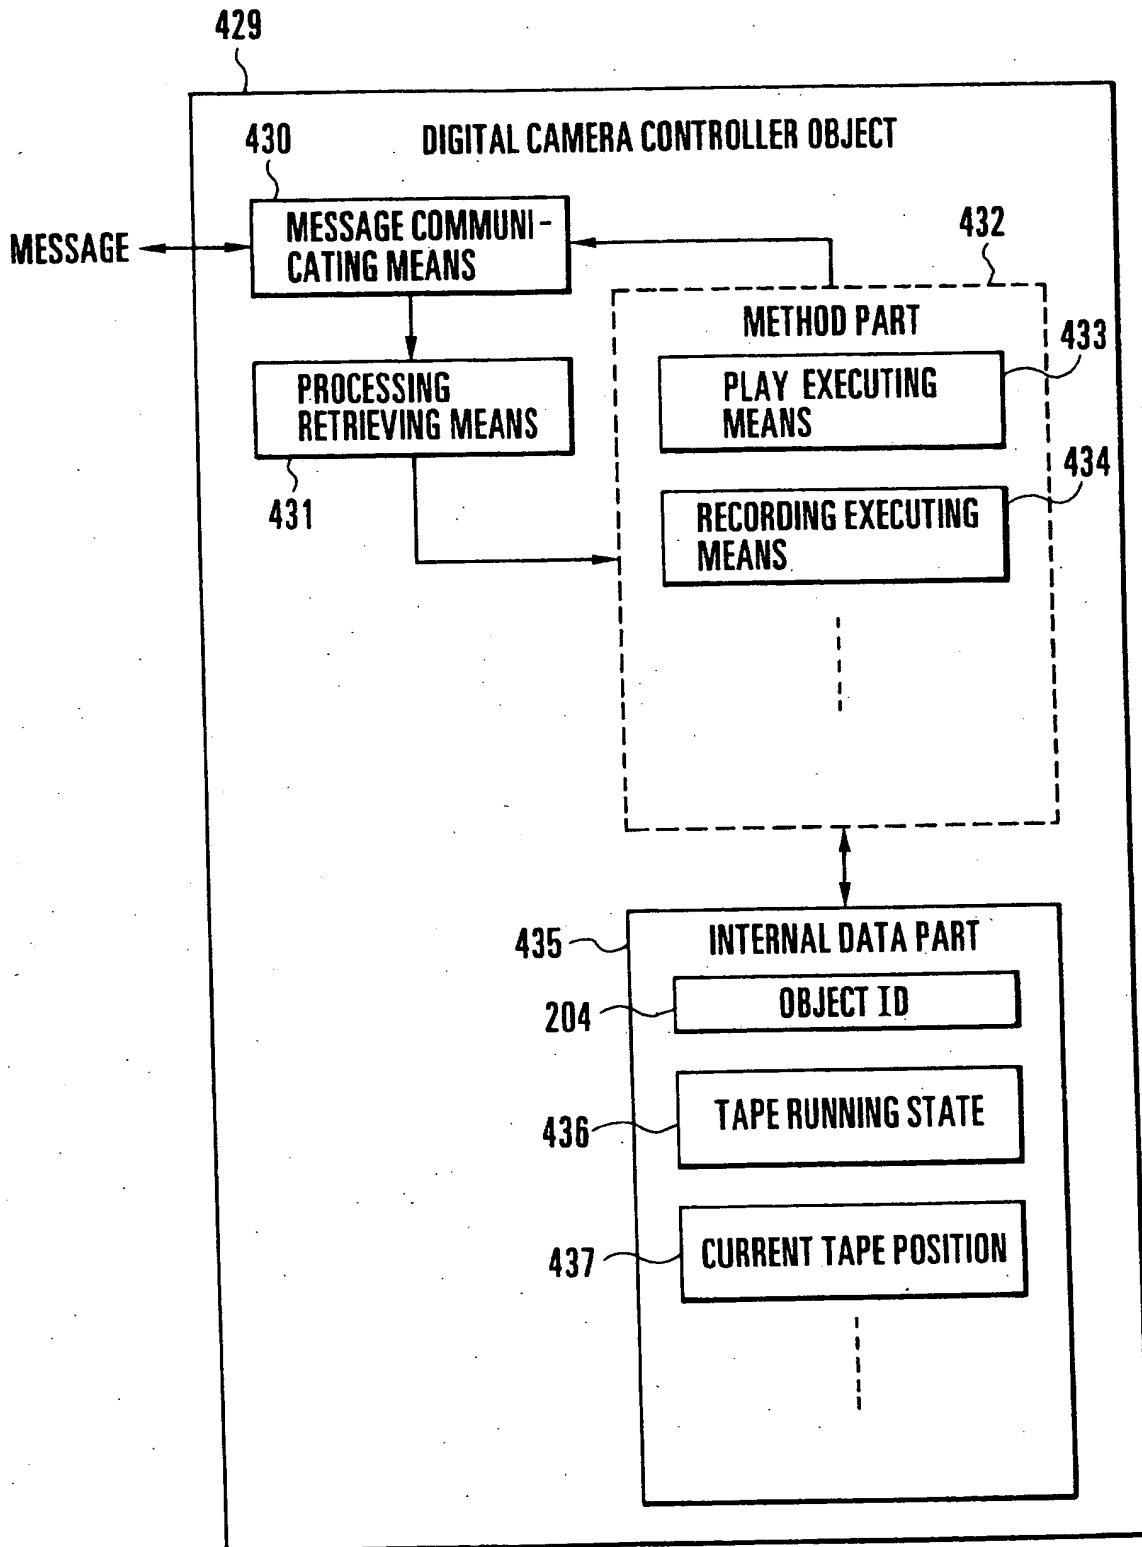 429
DIGITAL CAMERA CONTROLLER OBJECT
430
MESSAGE
MESSAGE COMMUNI-
CATING MEANS
432
METHOD PART
433
PLAY EXECUTING
MEANS
PROCESSING
RETRIEVING MEANS
431
434
RECORDING EXECUTING
MEANS
435
INTERNAL DATA PART
204
OBJECT ID
436
TAPE RUNNING STATE
437
CURRENT TAPE POSITION